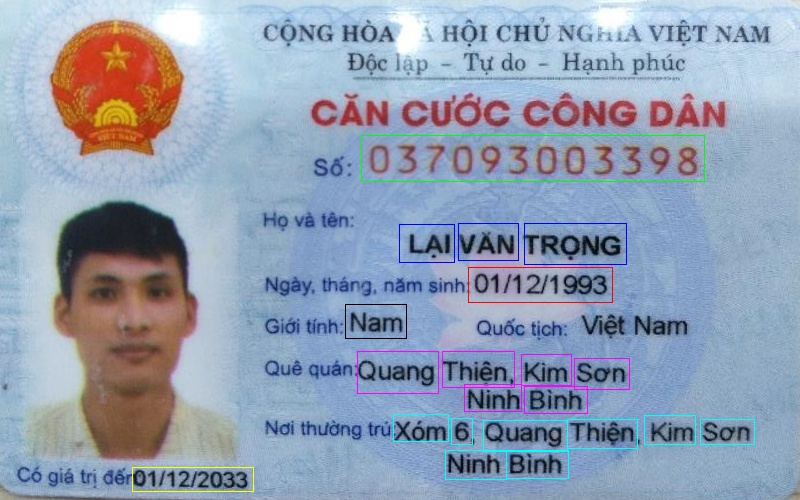 CỘNG HÒA XÃ HỘI CHỦ NGHĨA VIỆT NAM
Độc lập - Tự do - Hạnh phúc
CĂN CƯỚC CÔNG DÂN
Số: 037093003398
Họ và tên:
LẠI VĂN TRỌNG
Ngày, tháng, năm sinh: 01/12/1993
Giới tính: Nam Quốc tịch: Việt Nam
Quê quán: Quang Thiện, Kim Sơn
Ninh Bình
Nơi thường trú: Xóm 6, Quang Thiện, Kim Sơn
Ninh Bình
Có giá trị đến 01/12/2033